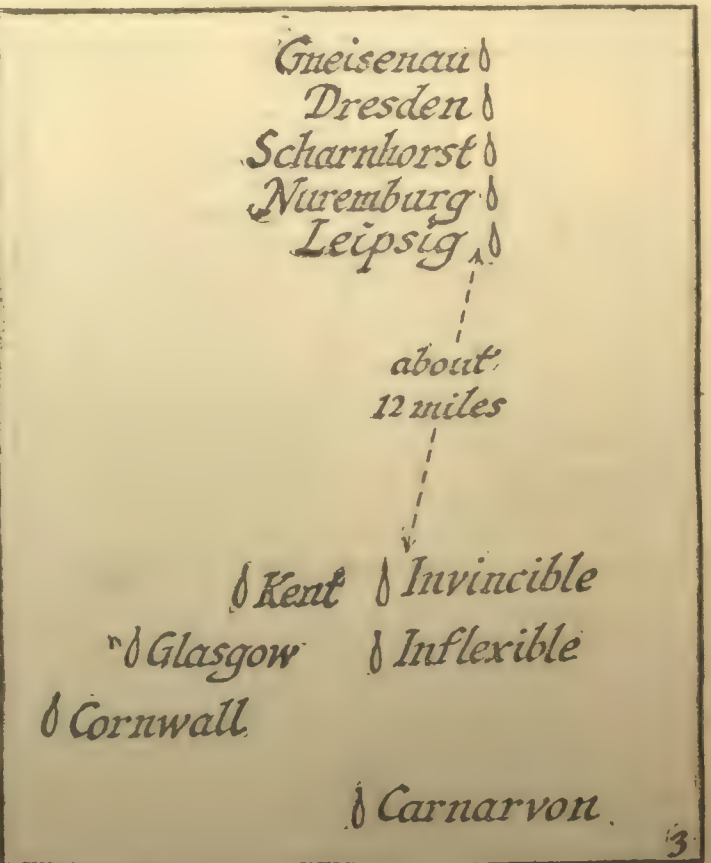 Gneisenau
Dresden
Scharnhorst
Nuremburg
Leipsig
about
12 miles
Kent
Invincible
Glasgow
Inflexible
Cornwall
Carnarvon
3